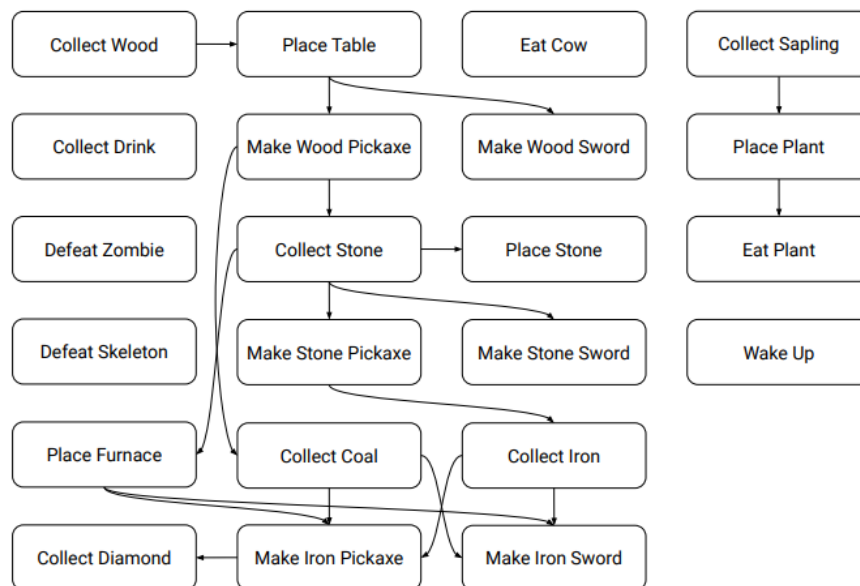 Collect Wood
Place Table
Eat Cow
Collect Sapling
Collect Drink
Make Wood Pickaxe
Make Wood Sword
Place Plant
Defeat Zombie
Collect Stone
Place Stone
Eat Plant
Defeat Skeleton
Make Stone Pickaxe
Make Stone Sword
Wake Up
Place Furnace
Collect Coal
Collect Iron
Collect Diamond
Make Iron Pickaxe
Make Iron Sword